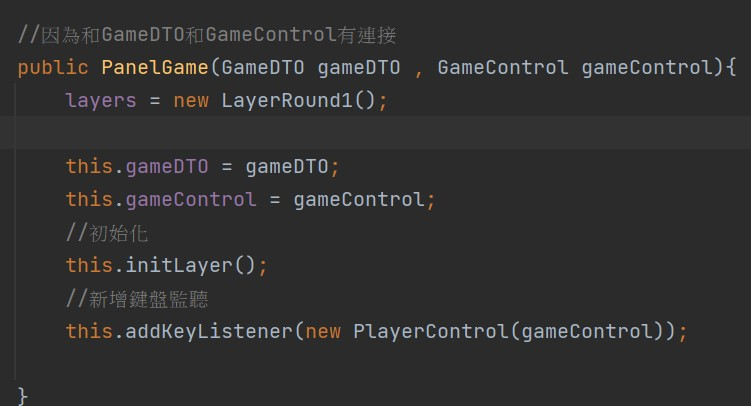 //因為和GameDTO和GameControl有連接
public PanelGame(GameDTO gameDTO , GameControl gameControl){
layers = new LayerRound1();
this.gameDTO = gameDTO;
this.gameControl = gameControl;
//初始化
this.initLayer();
//新增鍵盤監聽
this.addKeyListener(new PlayerControl(gameControl));
}